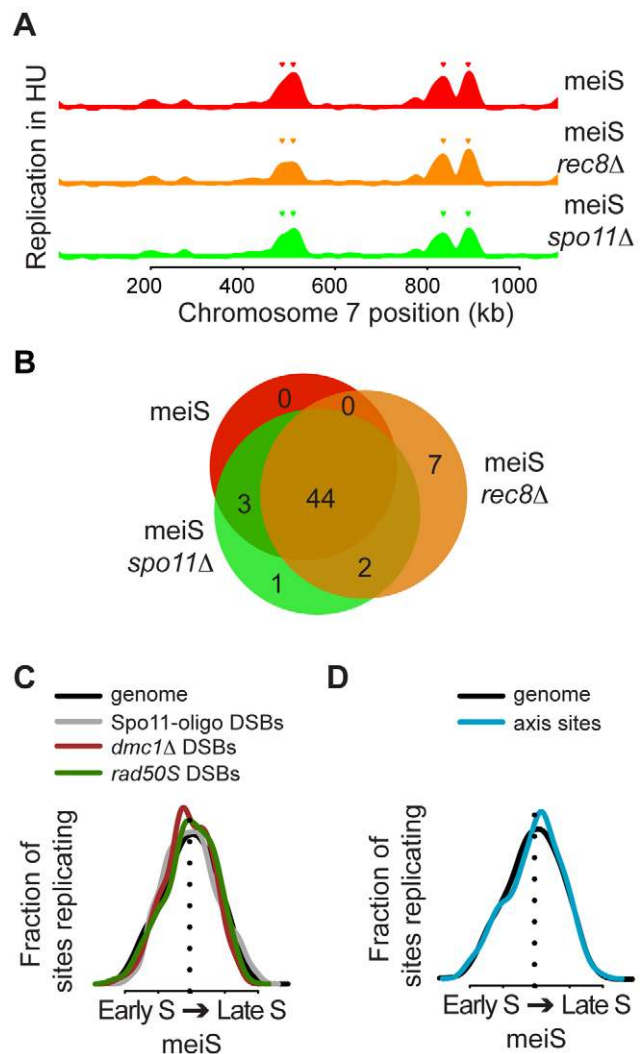 A
Replication in HU
meiS
meiS
rec8Δ
meiS
spo11Δ
200 400 600 800 1000
Chromosome 7 position (kb)
B
meiS
0
0
7
meiS
rec8Δ
3
44
meiS
spo11Δ
1
2
C
genome
Spo11-oligo DSBs
dmc1Δ DSBs
rad50S DSBs
Fraction of
sites replicating
Early S ➔ Late S
meiS
D
genome
axis sites
Fraction of
sites replicating
Early S ➔ Late S
meiS